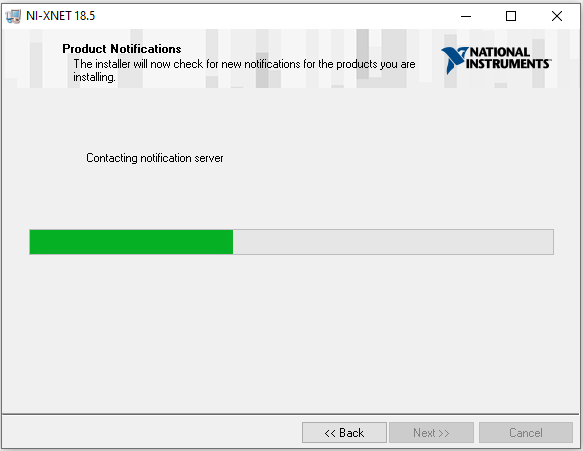 NI-XNET 18.5
Product Notifications
The installer will now check for new notifications for the products you are
installing.
NATIONAL
INSTRUMENTS
Contacting notification server
<< Back
Next >>
Cancel